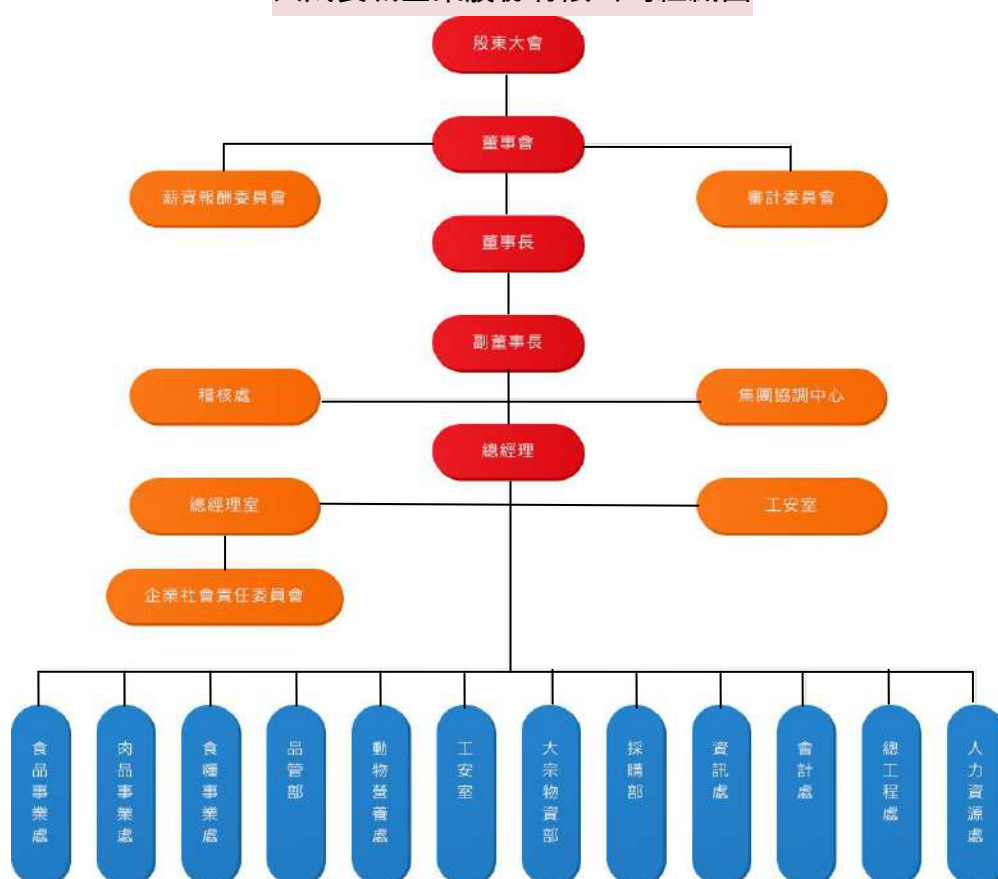 股東大會
董事會
薪資報酬委員會
審計委員會
董事長
副董事長
稽核處
集團協調中心
總經理
總經理室
工安室
企業社會責任委員會
食品事業處
肉品事業處
食糧事業處
品管部
動物營養處
工安室
大宗物資部
採購部
資訊處
會計處
總工程處
人力資源處